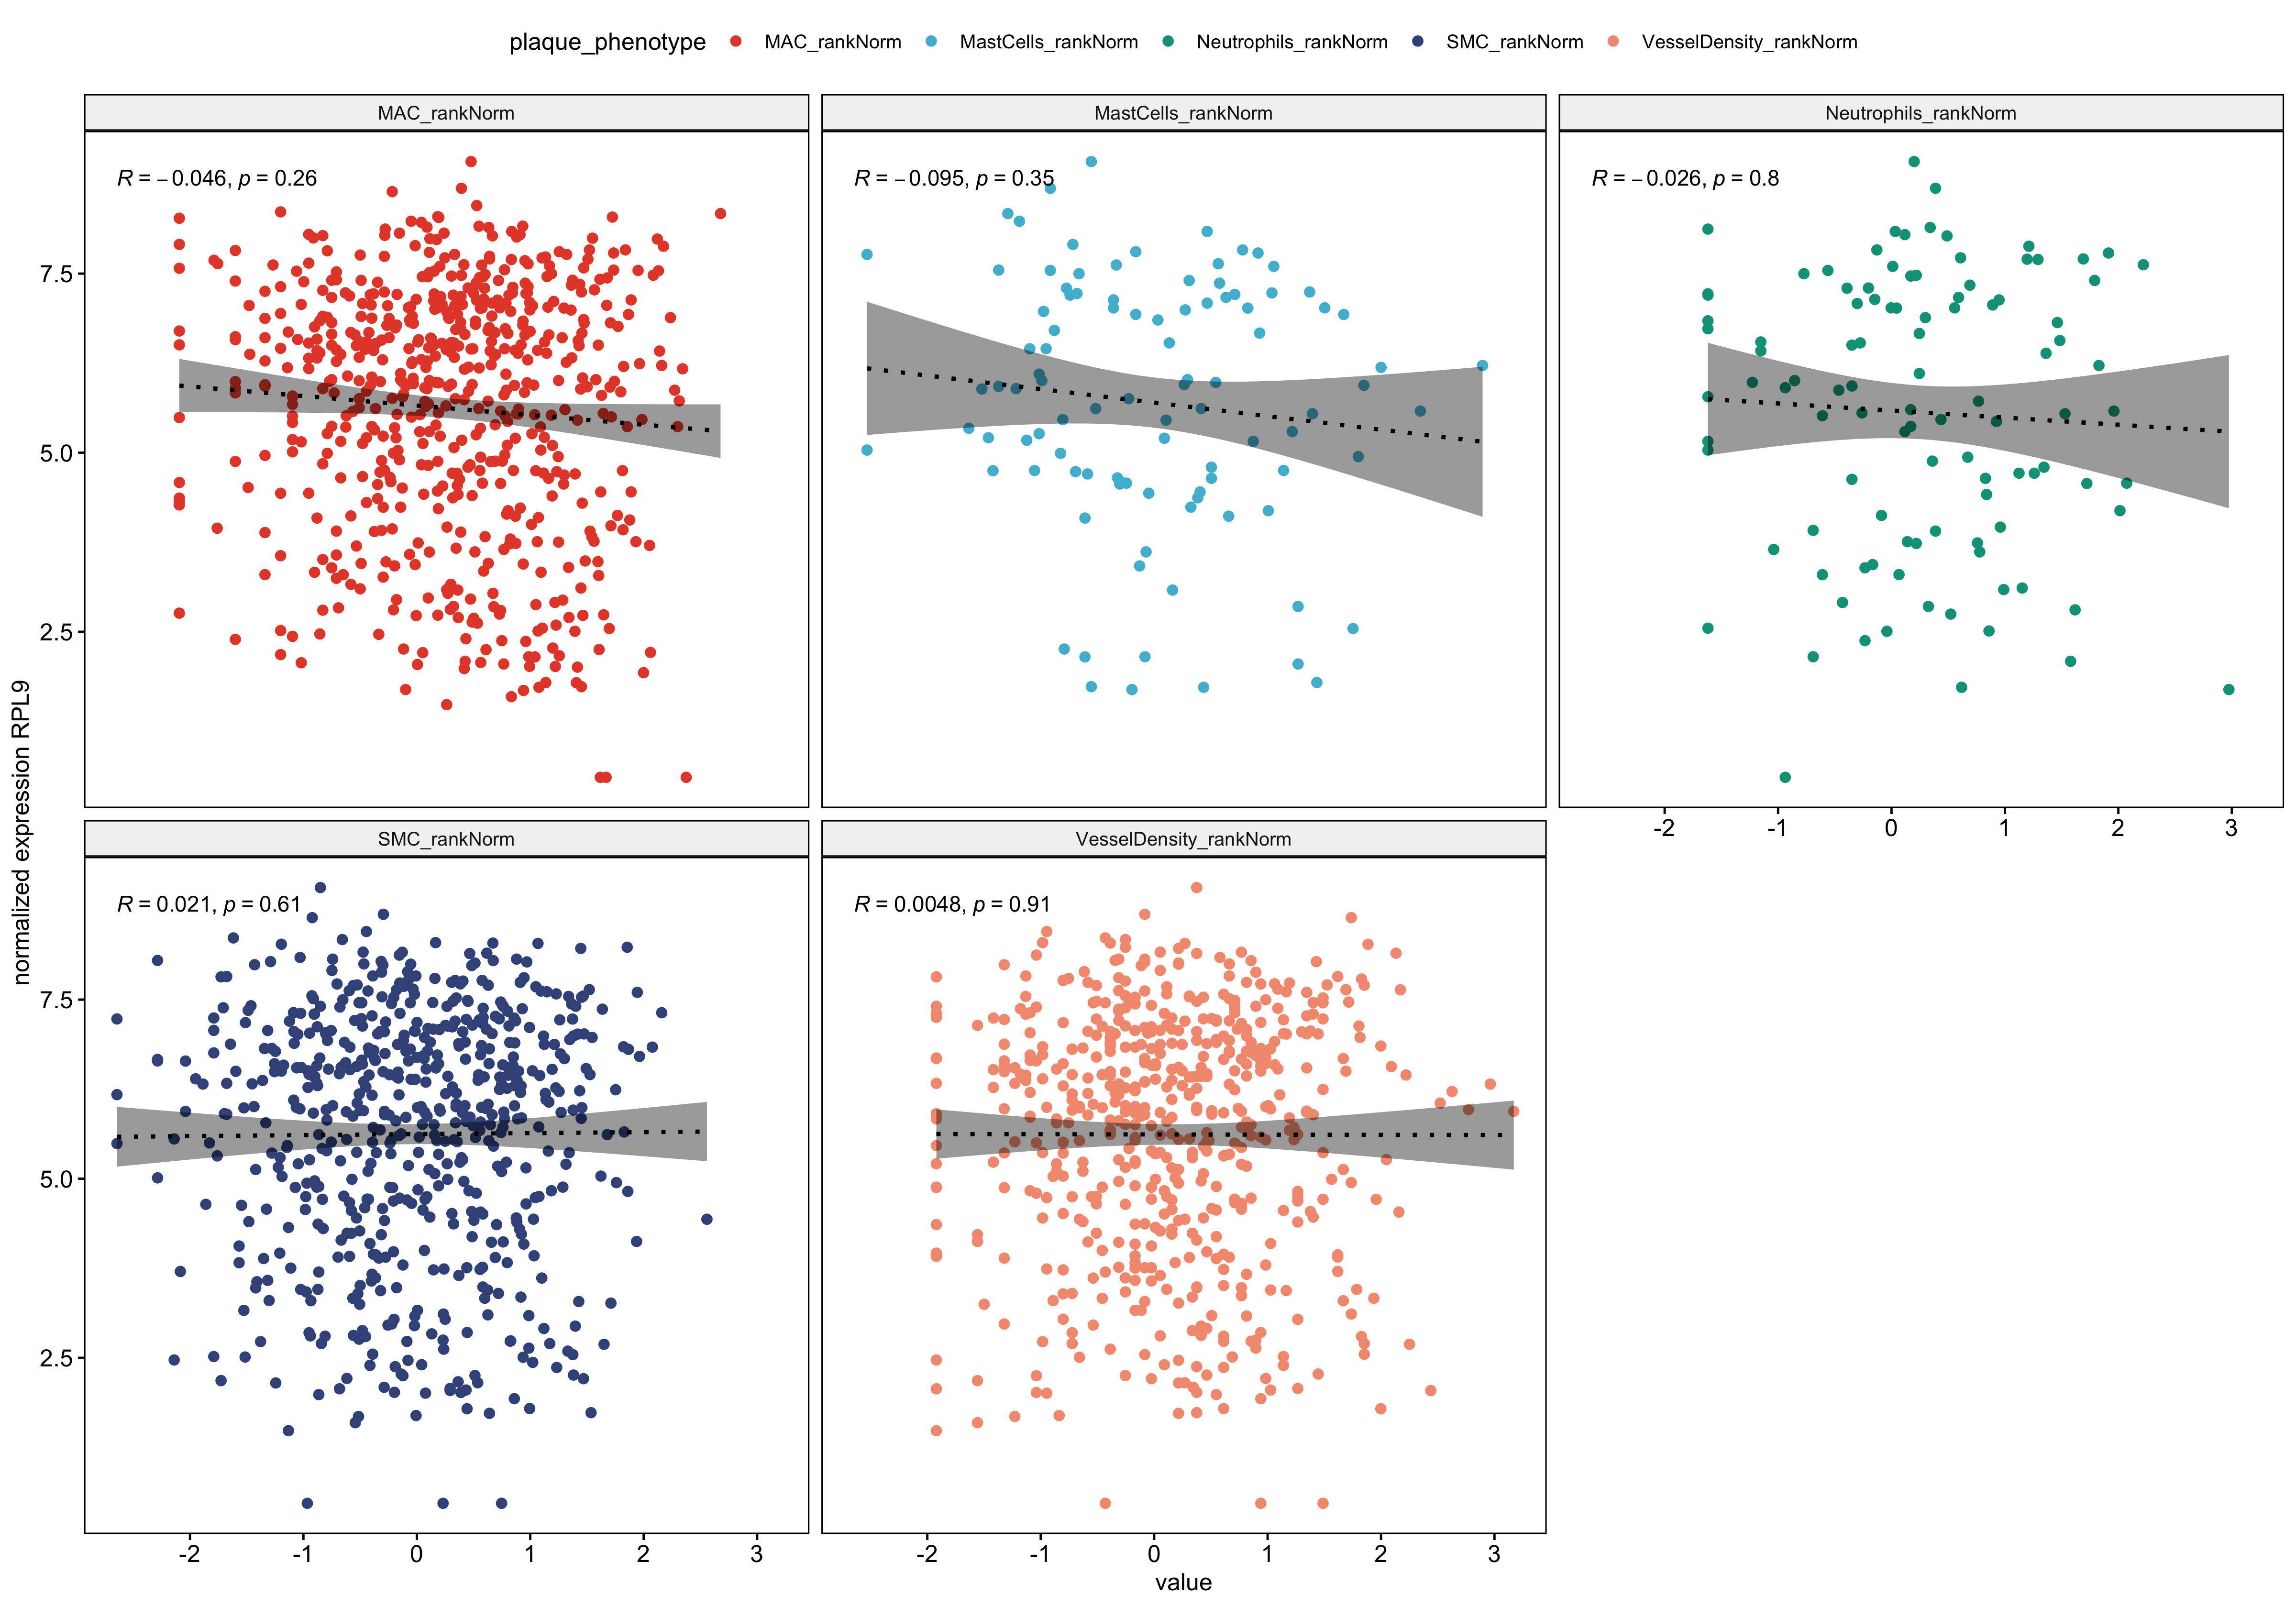 plaque_phenotype MAC_rankNorm MastCells_rankNorm Neutrophils_rankNorm SMC_rankNorm VesselDensity_rankNorm
MAC_rankNorm
MastCells_rankNorm
Neutrophils_rankNorm
R = −0.046, p = 0.26
R = −0.095, p = 0.35
R = −0.026, p = 0.8
7.5
5.0
2.5
-2 -1 0 1 2 3
SMC_rankNorm
VesselDensity_rankNorm
R = 0.021, p = 0.61
R = 0.0048, p = 0.91
7.5
5.0
2.5
-2 -1 0 1 2 3
-2 -1 0 1 2 3
value
normalized expression RPL9